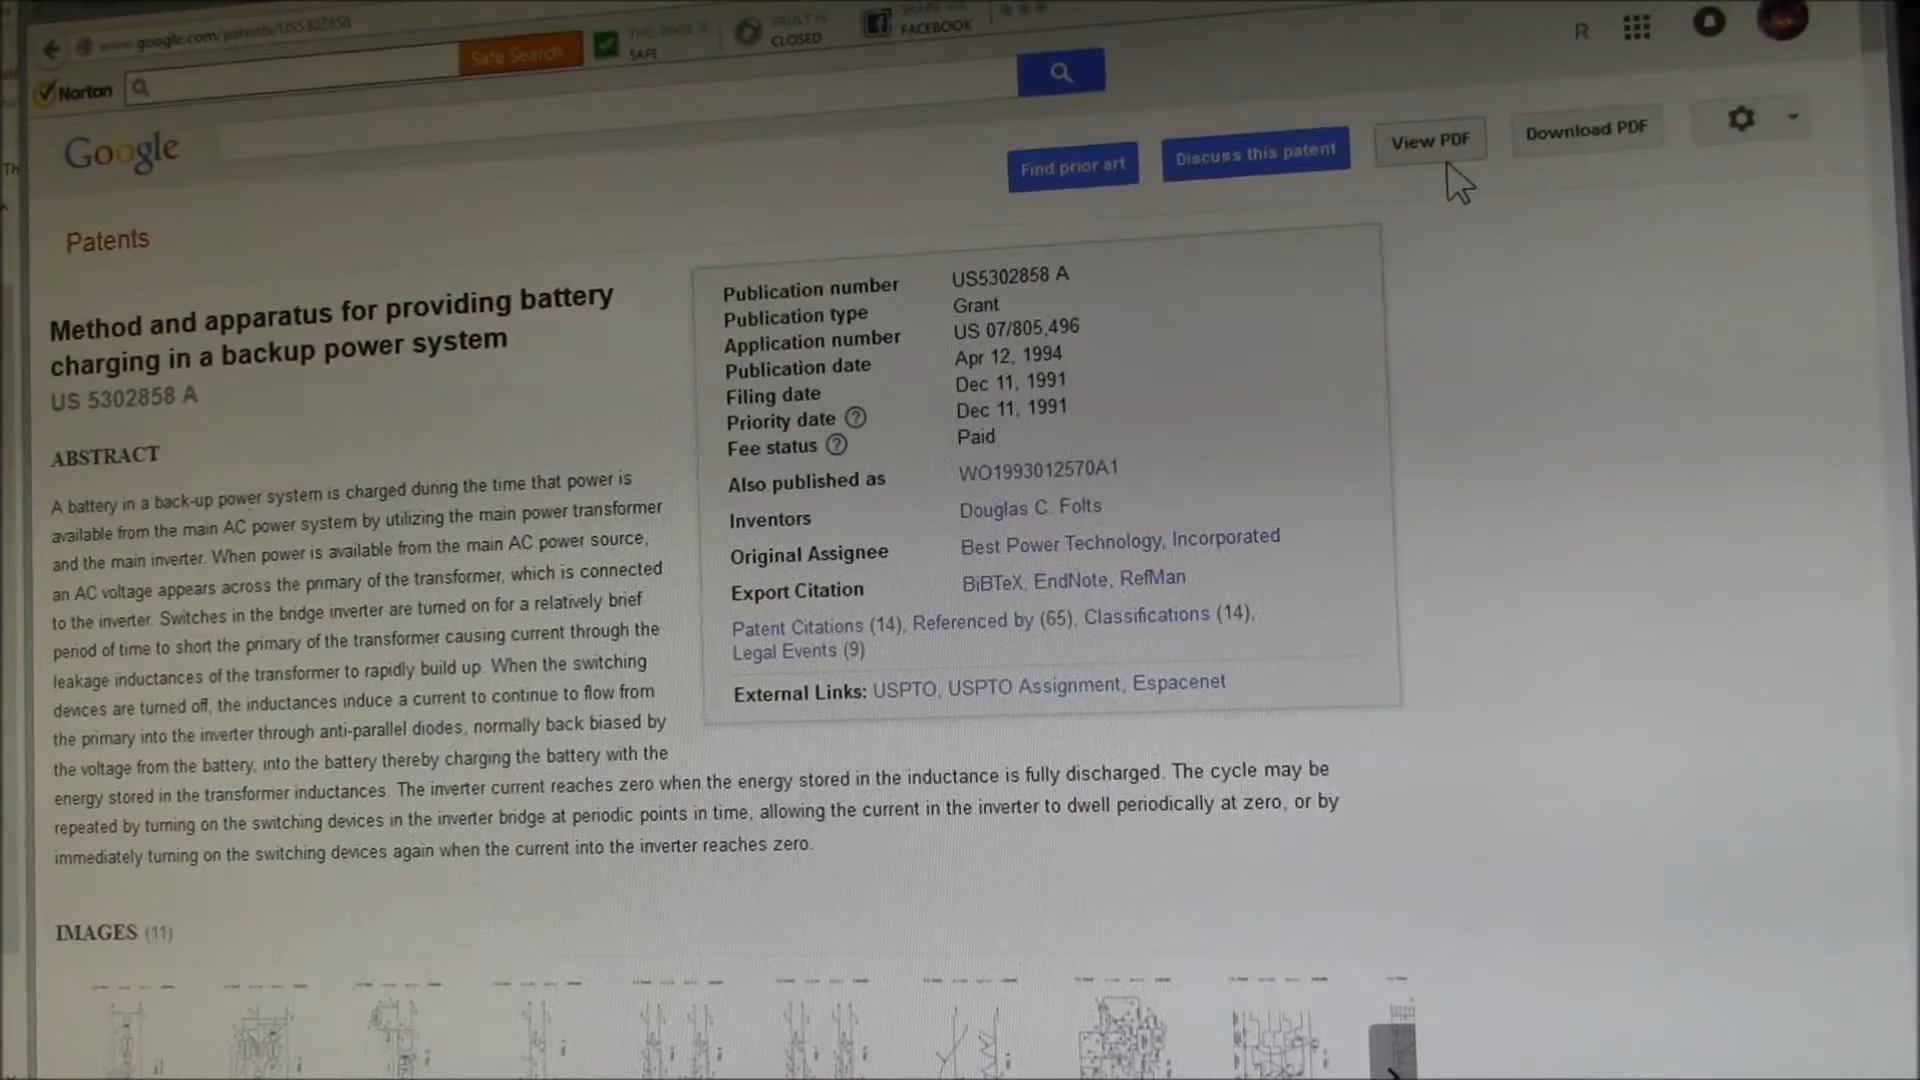 www.google.com/patents/US5302858
Safe Search
SAFE
VAULT IS
CLOSED
FACEBOOK
Norton
R
Google
Find prior art
Discuss this patent
View PDF
Download PDF
Patents
Method and apparatus for providing battery
charging in a backup power system
US 5302858 A
Publication number US5302858 A
Publication type Grant
Application number US 07/805,496
Publication date Apr 12, 1994
Filing date Dec 11, 1991
Priority date ? Dec 11, 1991
Fee status ? Paid
Also published as WO1993012570A1
Inventors Douglas C. Folts
Original Assignee Best Power Technology, Incorporated
Export Citation BiBTeX, EndNote, RefMan
Patent Citations (14), Referenced by (65), Classifications (14),
Legal Events (9)
External Links: USPTO, USPTO Assignment, Espacenet
ABSTRACT
A battery in a back-up power system is charged during the time that power is
available from the main AC power system by utilizing the main power transformer
and the main inverter. When power is available from the main AC power source,
an AC voltage appears across the primary of the transformer, which is connected
to the inverter. Switches in the bridge inverter are turned on for a relatively brief
period of time to short the primary of the transformer causing current through the
leakage inductances of the transformer to rapidly build up. When the switching
devices are turned off, the inductances induce a current to continue to flow from
the primary into the inverter through anti-parallel diodes, normally back biased by
the voltage from the battery, into the battery thereby charging the battery with the
energy stored in the transformer inductances. The inverter current reaches zero when the energy stored in the inductance is fully discharged. The cycle may be
repeated by turning on the switching devices in the inverter bridge at periodic points in time, allowing the current in the inverter to dwell periodically at zero, or by
immediately turning on the switching devices again when the current into the inverter reaches zero.
IMAGES (11)